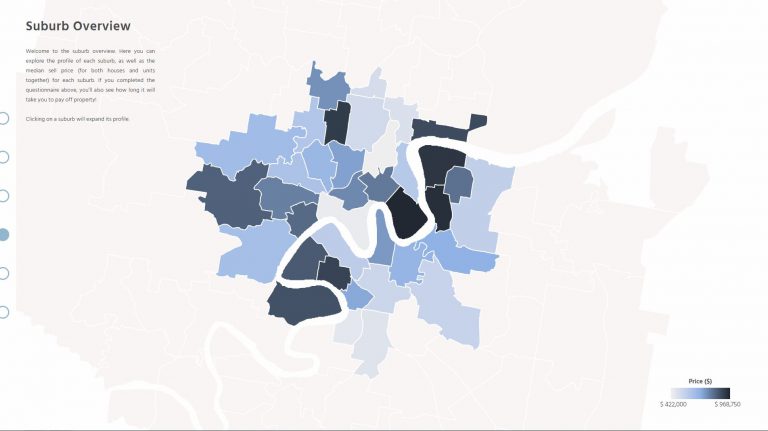 Suburb Overview
Welcome to the suburb overview. Here you can
explore the profile of each suburb, as well as the
median sell price (for both houses and units
together) for each suburb. If you completed the
questionnaire above, you'll also see how long it will
take you to pay off property!
Clicking on a suburb will expand its profile.
Price ($)
$ 422,000 $ 968,750